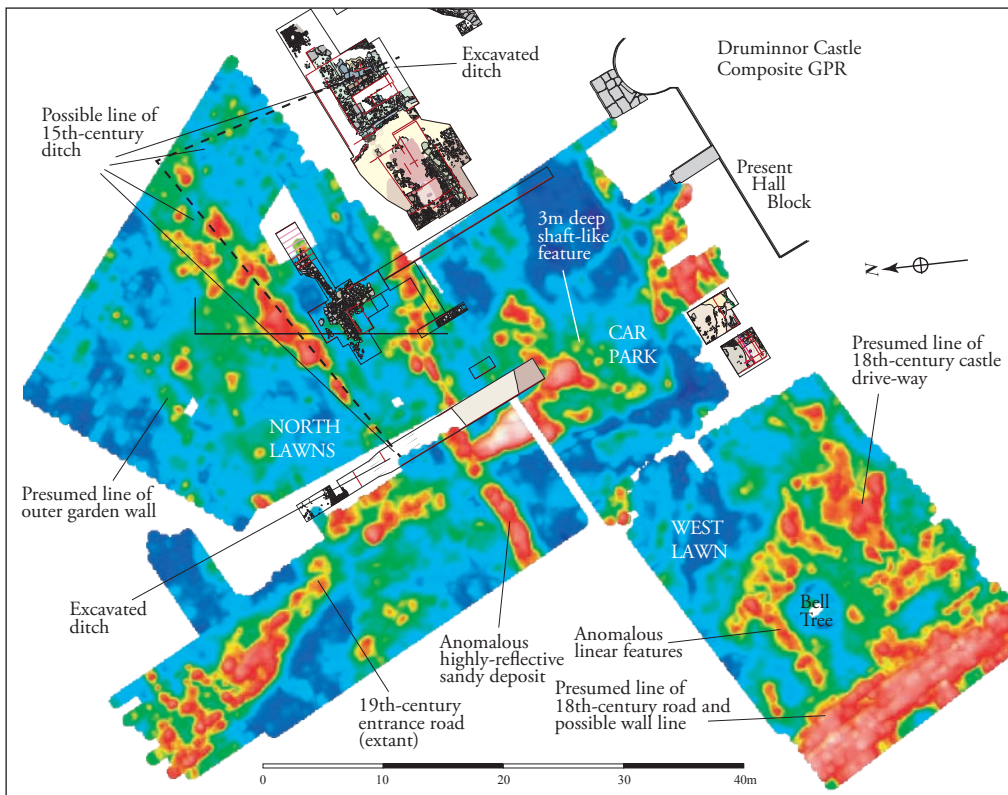 Excavated
ditch
Druminnor Castle
Composite GPR
Possible line of
15th-century
ditch
Present
Hall
Block
3m deep
shaft-like
feature
N
CAR
PARK
Presumed line of
18th-century castle
drive-way
NORTH
LAWNS
Presumed line of
outer garden wall
WEST
LAWN
Excavated
ditch
Bell
Tree
Anomalous
highly-reflective
sandy deposit
Anomalous
linear features
19th-century
entrance road
(extant)
Presumed line of
18th-century road and
possible wall line
0 10 20 30 40m